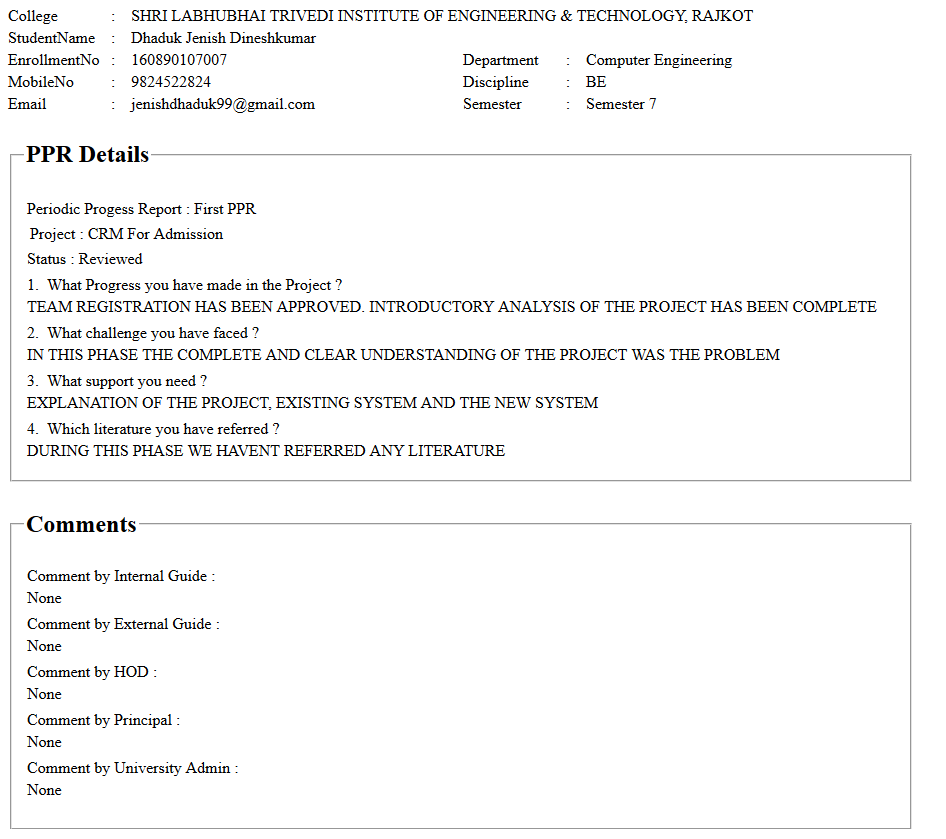 College : SHRI LABHUBHAI TRIVEDI INSTITUTE OF ENGINEERING & TECHNOLOGY, RAJKOT
StudentName : Dhaduk Jenish Dineshkumar
EnrollmentNo : 160890107007 Department : Computer Engineering
MobileNo : 9824522824 Discipline : BE
Email : jenishdhaduk99@gmail.com Semester : Semester 7
PPR Details
Periodic Progess Report : First PPR
Project : CRM For Admission
Status : Reviewed
1. What Progress you have made in the Project ?
TEAM REGISTRATION HAS BEEN APPROVED. INTRODUCTORY ANALYSIS OF THE PROJECT HAS BEEN COMPLETE
2. What challenge you have faced ?
IN THIS PHASE THE COMPLETE AND CLEAR UNDERSTANDING OF THE PROJECT WAS THE PROBLEM
3. What support you need ?
EXPLANATION OF THE PROJECT, EXISTING SYSTEM AND THE NEW SYSTEM
4. Which literature you have referred ?
DURING THIS PHASE WE HAVENT REFERRED ANY LITERATURE
Comments
Comment by Internal Guide :
None
Comment by External Guide :
None
Comment by HOD :
None
Comment by Principal :
None
Comment by University Admin :
None